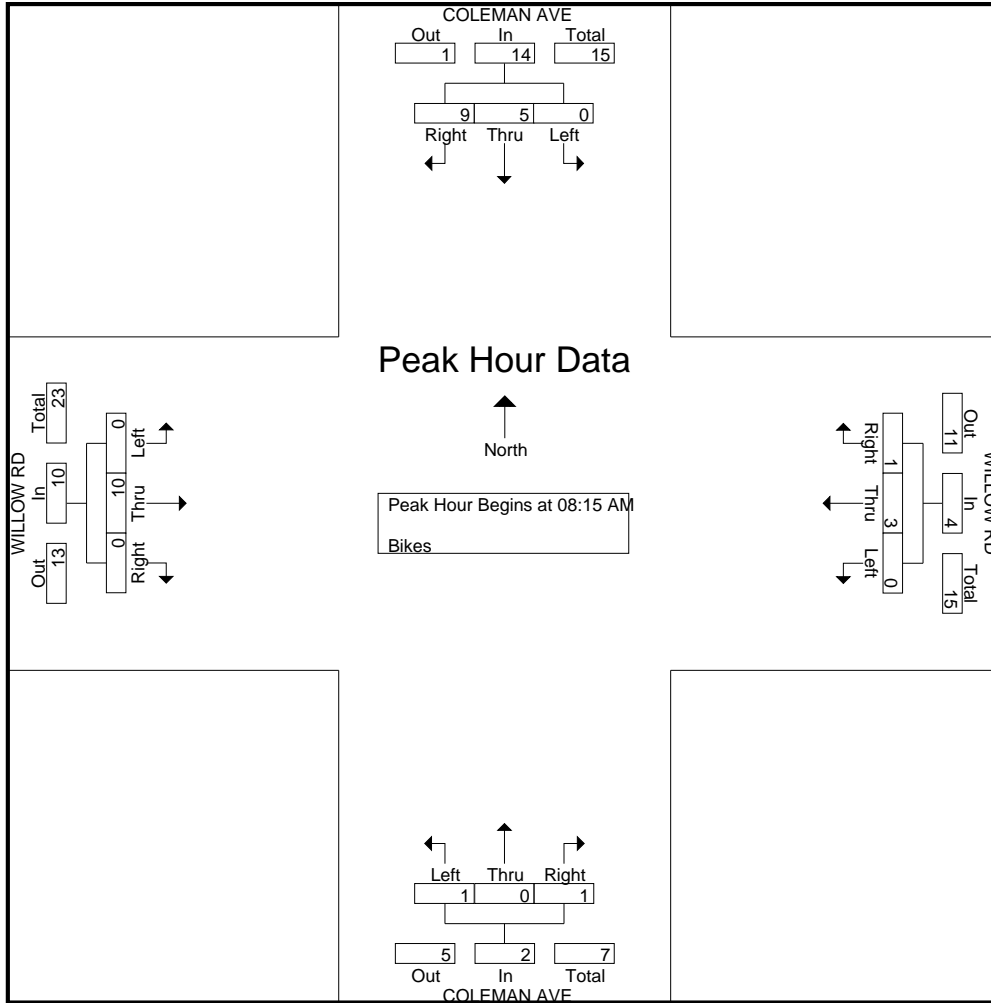 COLEMAN AVE
Out In Total
1 14 15
9 5 0
Right Thru Left
Peak Hour Data
North
Peak Hour Begins at 08:15 AM
Bikes
WILLOW RD
Total In Out
23 10 13
0 10 0
Left Thru Right
WILLOW RD
Out In Total
11 4 15
1 3 0
Right Thru Left
Left Thru Right
1 0 1
5 2 7
Out In Total
COLEMAN AVE